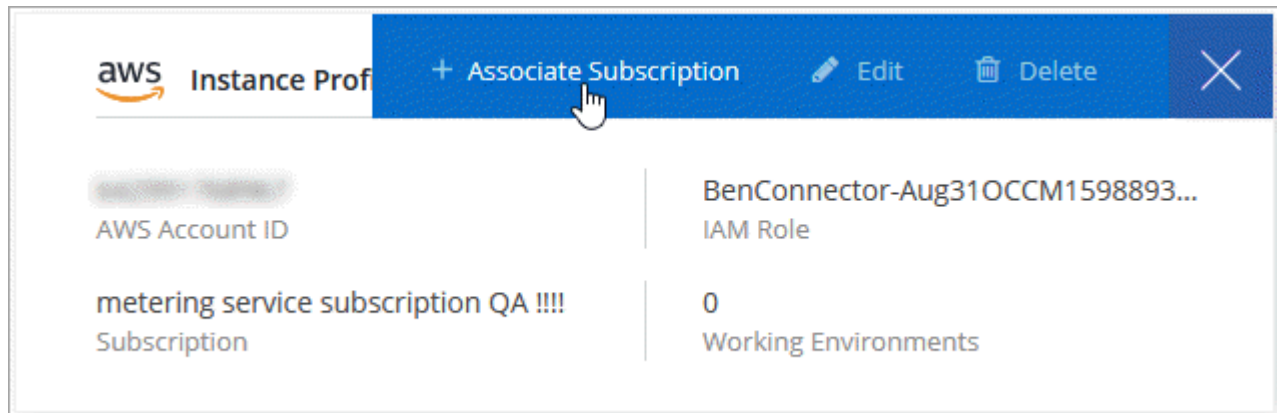 aws Instance Prof + Associate Subscription Edit Delete
BenConnector-Aug31OCCM1598893...
AWS Account ID IAM Role
metering service subscription QA !!!! 0
Subscription Working Environments